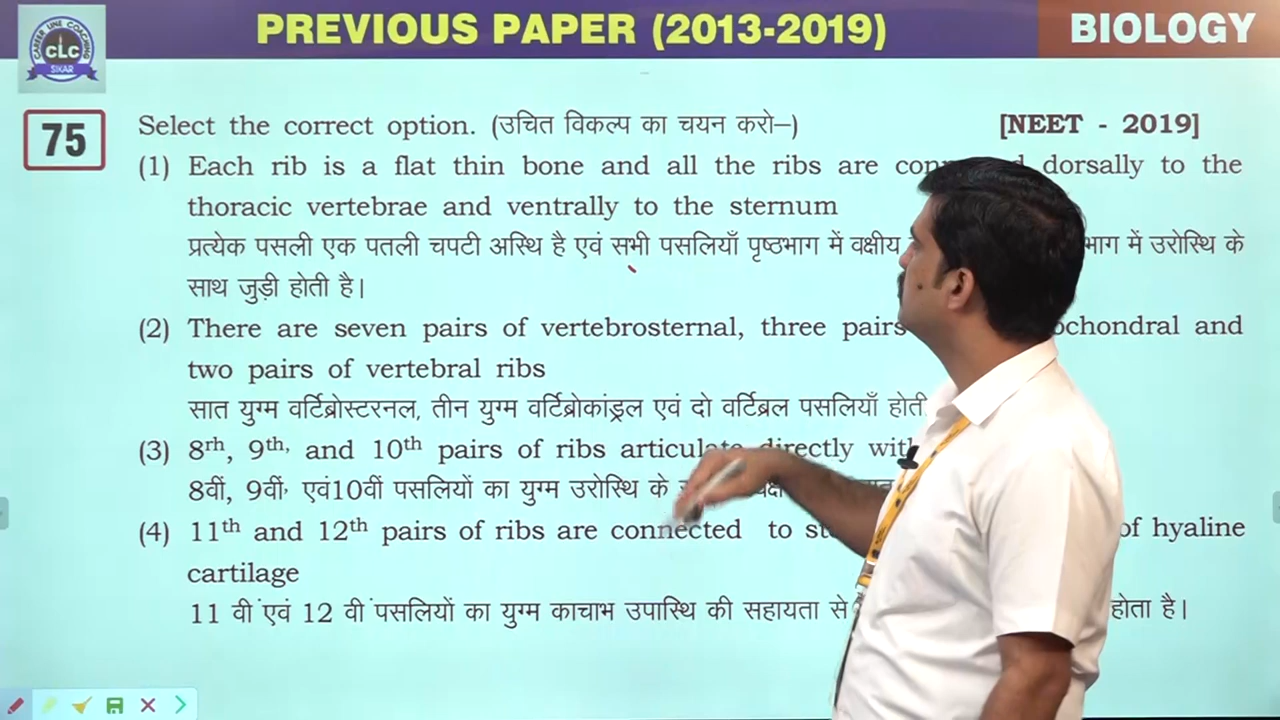 PREVIOUS PAPER (2013-2019)
BIOLOGY
CAREER LINE COACHING
CLC
SIKAR
75
Select the correct option. (उचित विकल्प का चयन करो–)
[NEET - 2019]
(1) Each rib is a flat thin bone and all the ribs are dorsally to the
thoracic vertebrae and ventrally to the sternum
प्रत्येक पसली एक पतली चपटी अस्थि है एवं सभी पसलियाँ पृष्ठभाग में वक्षीय भाग में उरोस्थि के
साथ जुड़ी होती है।
(2) There are seven pairs of vertebrosternal, three pairs and
two pairs of vertebral ribs
सात युग्म वर्टिब्रोस्टरनल, तीन युग्म वर्टिब्रोकांड्रल एवं दो वर्टिब्रल पसलियाँ होती
(3) 8rh, 9th, and 10th pairs of ribs articulate directly
8वीं, 9वीं, एवं10वीं पसलियों का युग्म उरोस्थि के
(4) 11th and 12th pairs of ribs are connected to of hyaline
cartilage
11 वीं एवं 12 वीं पसलियों का युग्म काचाभ उपास्थि की सहायता से होता है।